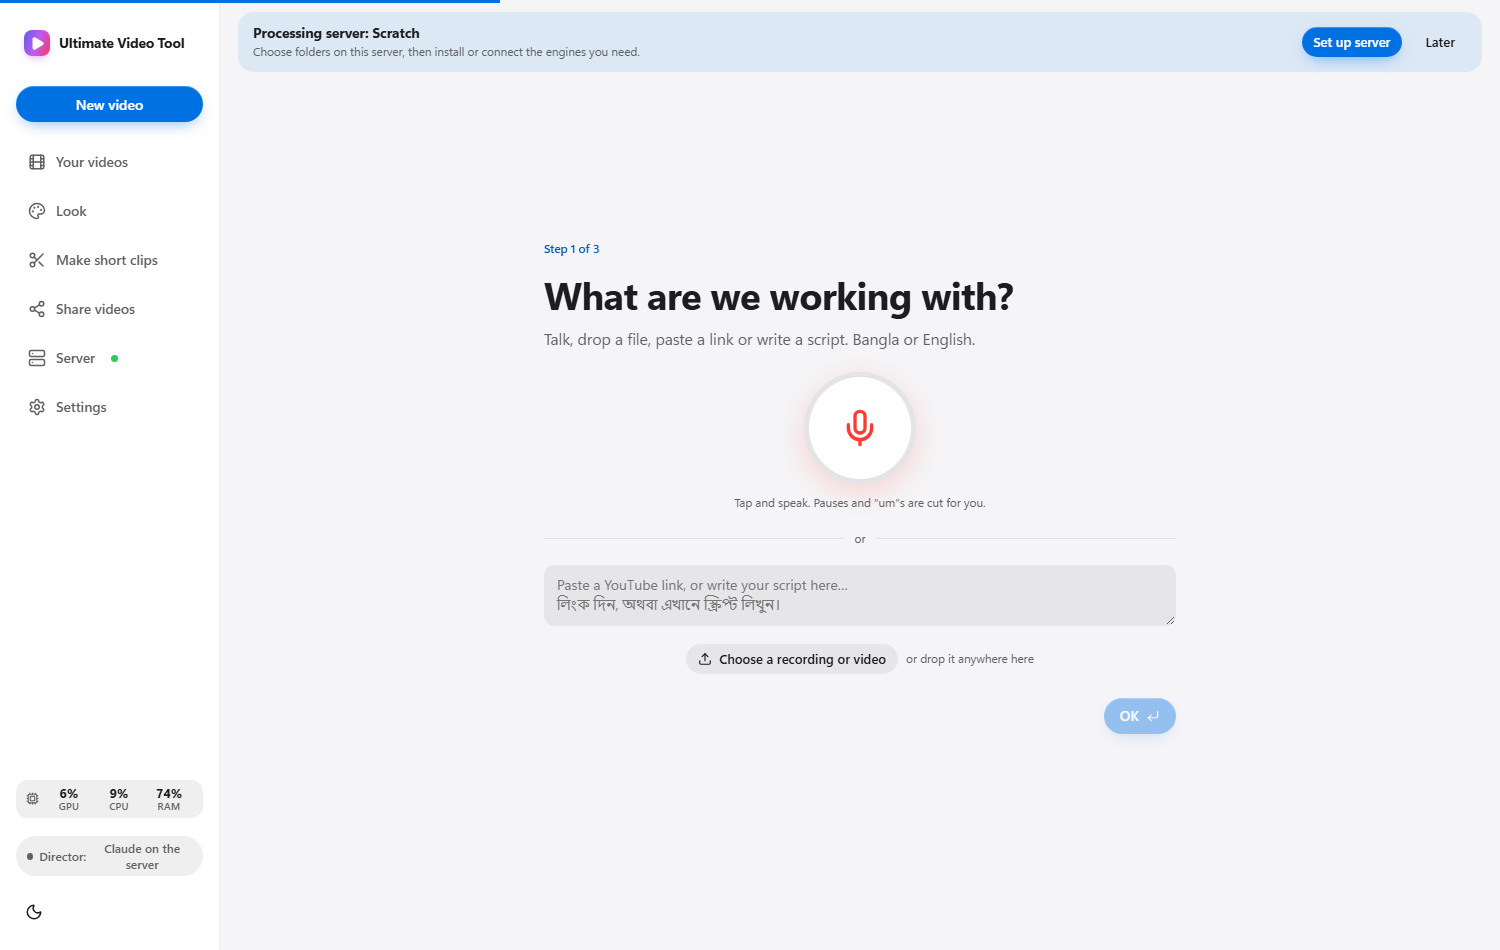 Ultimate Video Tool
New video
Your videos
Look
Make short clips
Share videos
Server
Settings
6% 9% 74%
GPU CPU RAM
Director: Claude on the
server
Processing server: Scratch
Choose folders on this server, then install or connect the engines you need.
Set up server
Later
Step 1 of 3
What are we working with?
Talk, drop a file, paste a link or write a script. Bangla or English.
Tap and speak. Pauses and "um"s are cut for you.
or
Paste a YouTube link, or write your script here...
লিংক দিন, অথবা এখানে স্ক্রিপ্ট লিখুন।
Choose a recording or video
or drop it anywhere here
OK